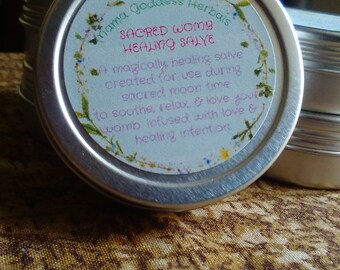 Mama Goddess Herbals
SACRED WOMB
HEALING SALVE
A magically healing salve
created for use during
sacred moon time
to soothe, relax & love your
womb. infused with love &
healing intention